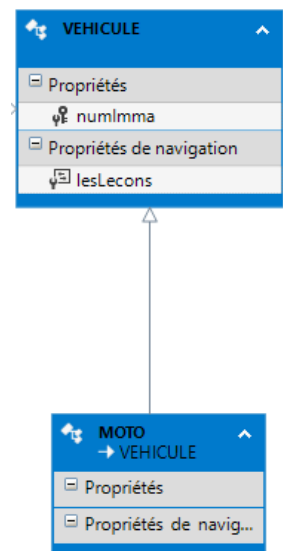 VEHICULE
Propriétés
numImma
Propriétés de navigation
lesLecons
MOTO
VEHICULE
Propriétés
Propriétés de navig...